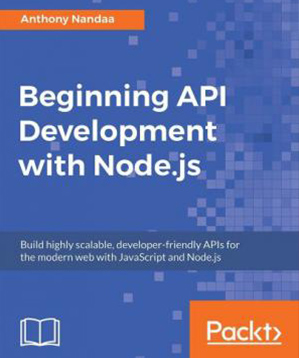 Anthony Nandaa
Beginning API
Development
with Node.js
Build highly scalable, developer-friendly APIs for
the modern web with JavaScript and Node.js
Packt>